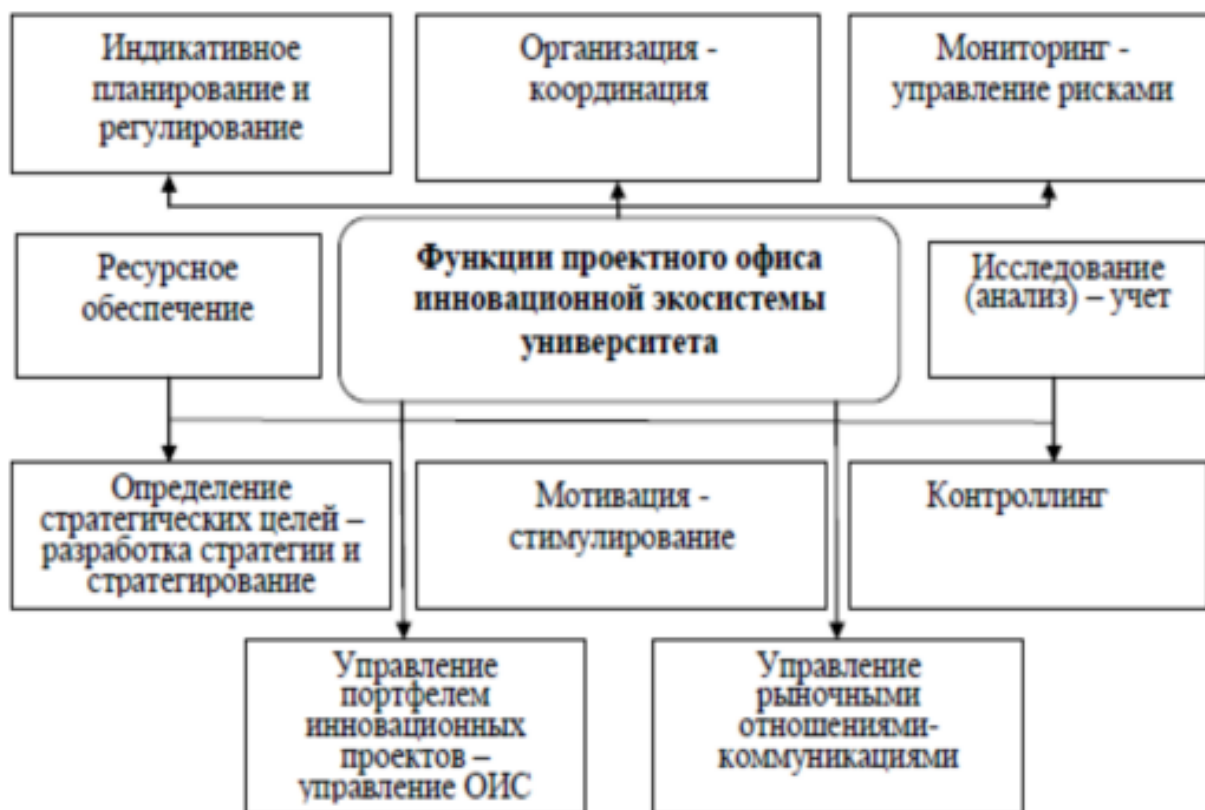 Индикативное
планирование и
регулирование
Организация -
координация
Мониторинг -
управление рисками
Ресурсное
обеспечение
Функции проектного офиса
инновационной экосистемы
университета
Исследование
(анализ) – учет
Определение
стратегических целей –
разработка стратегии и
стратегирование
Мотивация -
стимулирование
Контроллинг
Управление
портфелем
инновационных
проектов –
управление ОИС
Управление
рыночными
отношениями-
коммуникациями